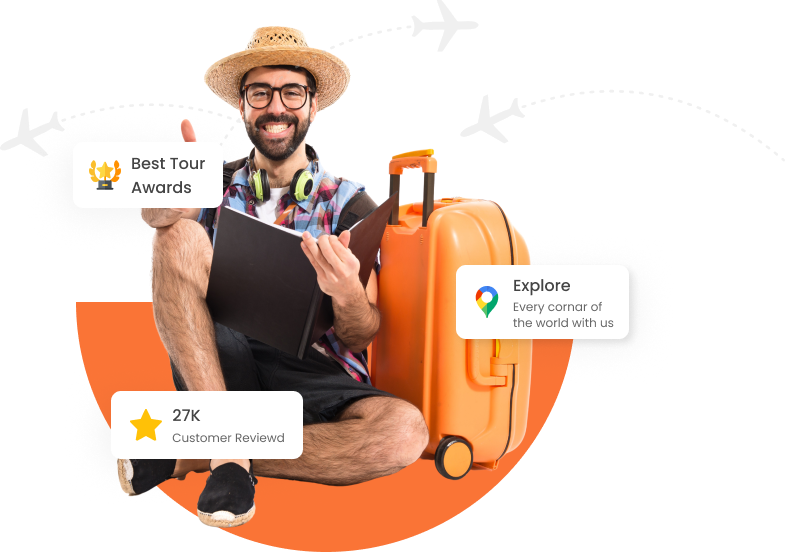 Best Tour
Awards
Explore
Every cornar of
the world with us
27K
Customer Reviewd